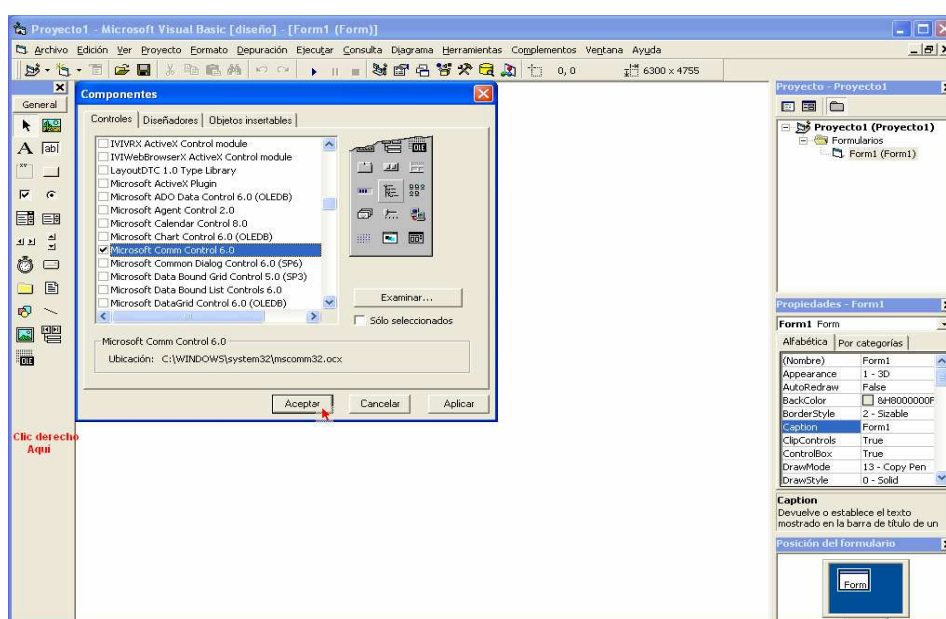 Proyecto1 - Microsoft Visual Basic [diseño] - [Form1 (Form)]
Archivo Edición Ver Proyecto Formato Depuración Ejecutar Consulta Diagrama Herramientas Complementos Ventana Ayuda
0, 0
6300 x 4755
General
A
ab
OLE
Clic derecho
Aqui
Componentes
Controles
Diseñadores
Objetos insertables
IVIVRX ActiveX Control module
IVIWebBrowserX ActiveX Control module
LayoutDTC 1.0 Type Library
Microsoft ActiveX Plugin
Microsoft ADO Data Control 6.0 (OLEDB)
Microsoft Agent Control 2.0
Microsoft Calendar Control 8.0
Microsoft Chart Control 6.0 (OLEDB)
Microsoft Comm Control 6.0
Microsoft Common Dialog Control 6.0 (SP6)
Microsoft Data Bound Grid Control 5.0 (SP3)
Microsoft Data Bound List Controls 6.0
Microsoft DataGrid Control 6.0 (OLEDB)
Examinar...
Sólo seleccionados
Microsoft Comm Control 6.0
Ubicación: C:\WINDOWS\system32\mscomm32.ocx
Aceptar
Cancelar
Aplicar
Proyecto - Proyecto1
Proyecto1 (Proyecto1)
Formularios
Form1 (Form1)
Propiedades - Form1
Form1 Form
Alfabética
Por categorías
(Nombre) Form1
Appearance 1 - 3D
AutoRedraw False
BackColor &H8000000F
BorderStyle 2 - Sizable
Caption Form1
ClipControls True
ControlBox True
DrawMode 13 - Copy Pen
DrawStyle 0 - Solid
Caption
Devuelve o establece el texto
mostrado en la barra de título de un
Posición del formulario
Form